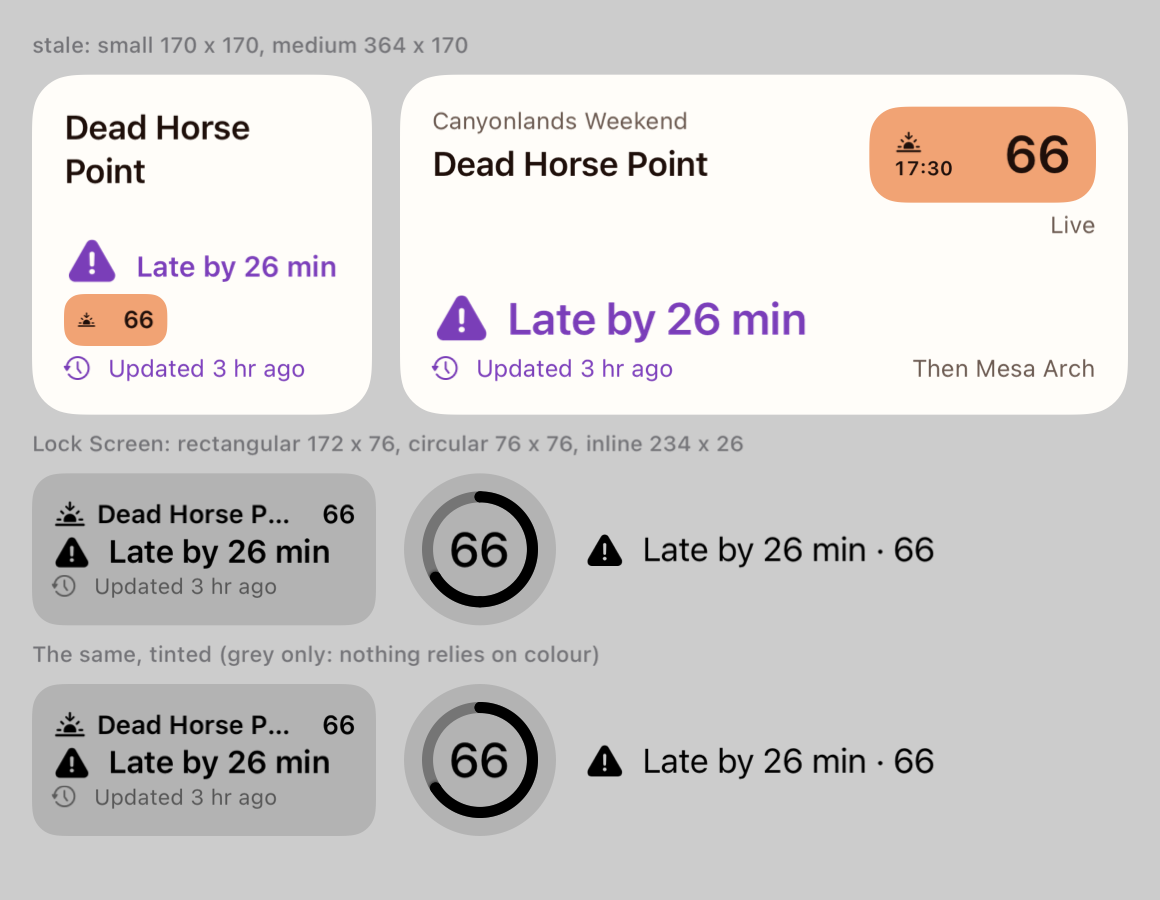 stale: small 170 x 170, medium 364 x 170
Dead Horse
Point
Late by 26 min
66
Updated 3 hr ago
Canyonlands Weekend
Dead Horse Point
17:30
66
Live
Late by 26 min
Updated 3 hr ago
Then Mesa Arch
Lock Screen: rectangular 172 x 76, circular 76 x 76, inline 234 x 26
Dead Horse P... 66
Late by 26 min
Updated 3 hr ago
66
Late by 26 min · 66
The same, tinted (grey only: nothing relies on colour)
Dead Horse P... 66
Late by 26 min
Updated 3 hr ago
66
Late by 26 min · 66